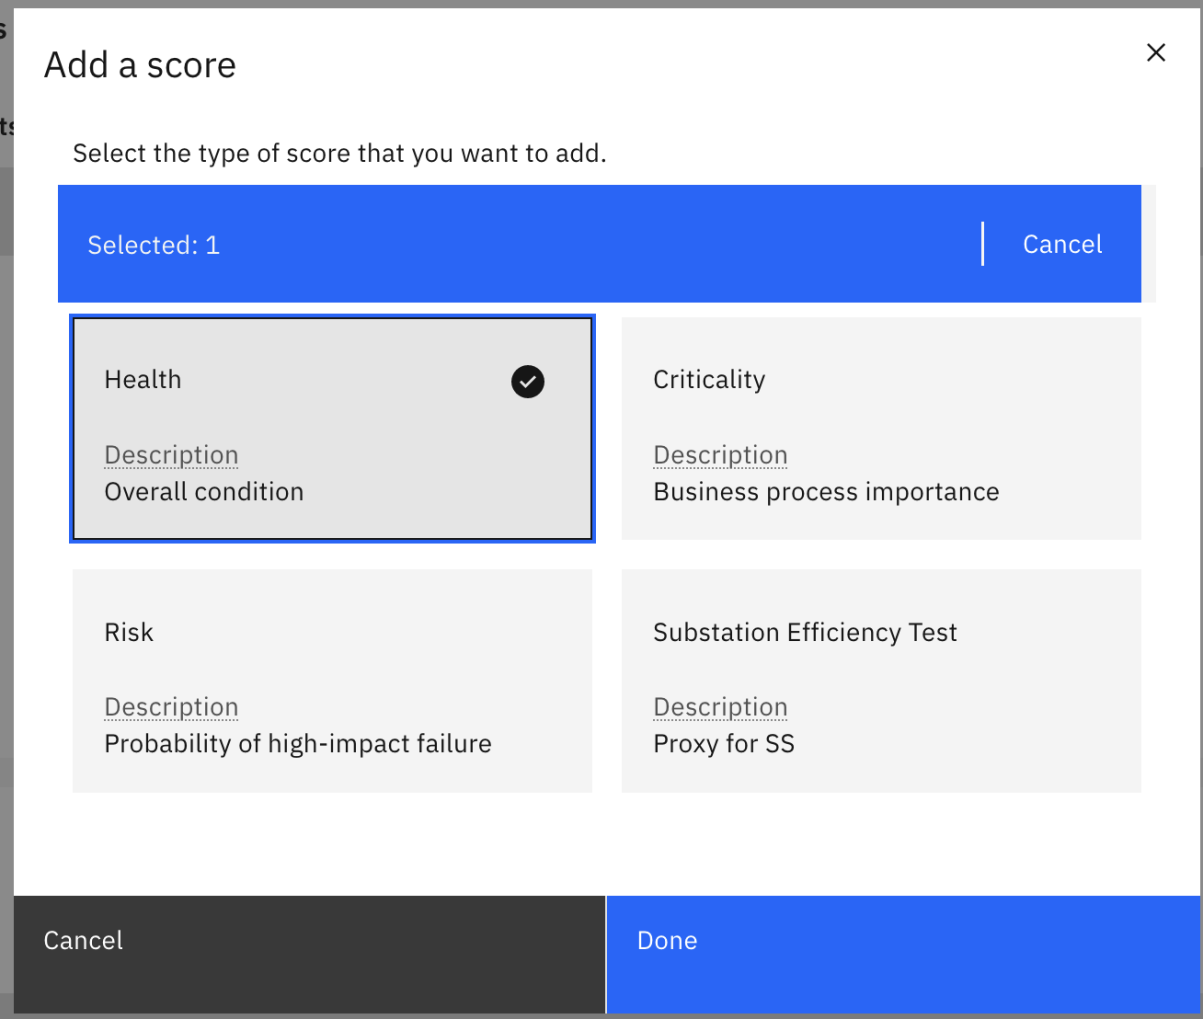 Add a score
Select the type of score that you want to add.
Selected: 1
Cancel
Health
Description
Overall condition
Criticality
Description
Business process importance
Risk
Description
Probability of high-impact failure
Substation Efficiency Test
Description
Proxy for SS
Cancel
Done